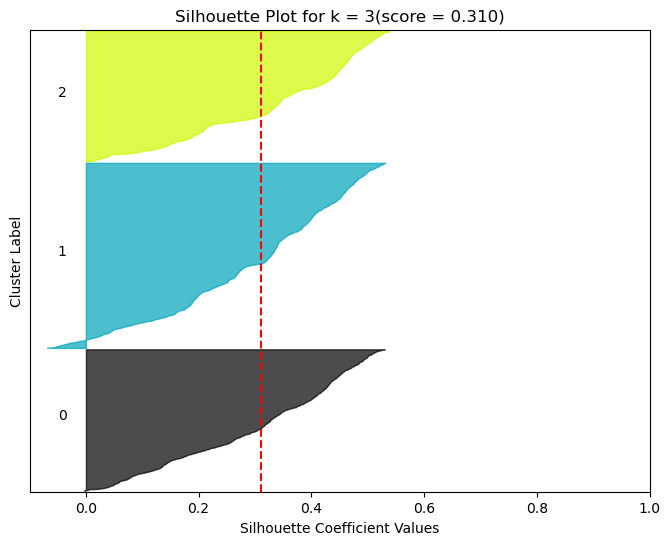 Silhouette Plot for k = 3(score = 0.310)
2
1
0
Cluster Label
0.0 0.2 0.4 0.6 0.8 1.0
Silhouette Coefficient Values